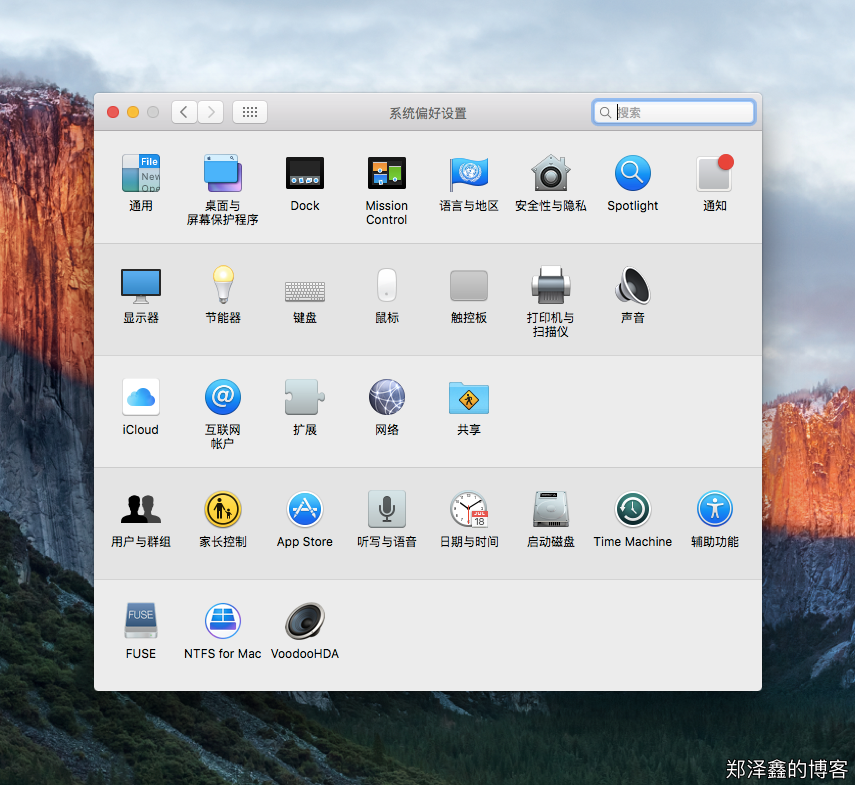 系统偏好设置
搜索
File
New
Ope
通用
桌面与
屏幕保护程序
Dock
Mission
Control
语言与地区
安全性与隐私
Spotlight
通知
显示器
节能器
键盘
鼠标
触控板
打印机与
扫描仪
声音
iCloud
互联网
帐户
扩展
网络
共享
用户与群组
家长控制
App Store
听写与语音
JUL
18
日期与时间
启动磁盘
Time Machine
辅助功能
FUSE
FUSE
NTFS for Mac
VoodooHDA
郑泽鑫的博客